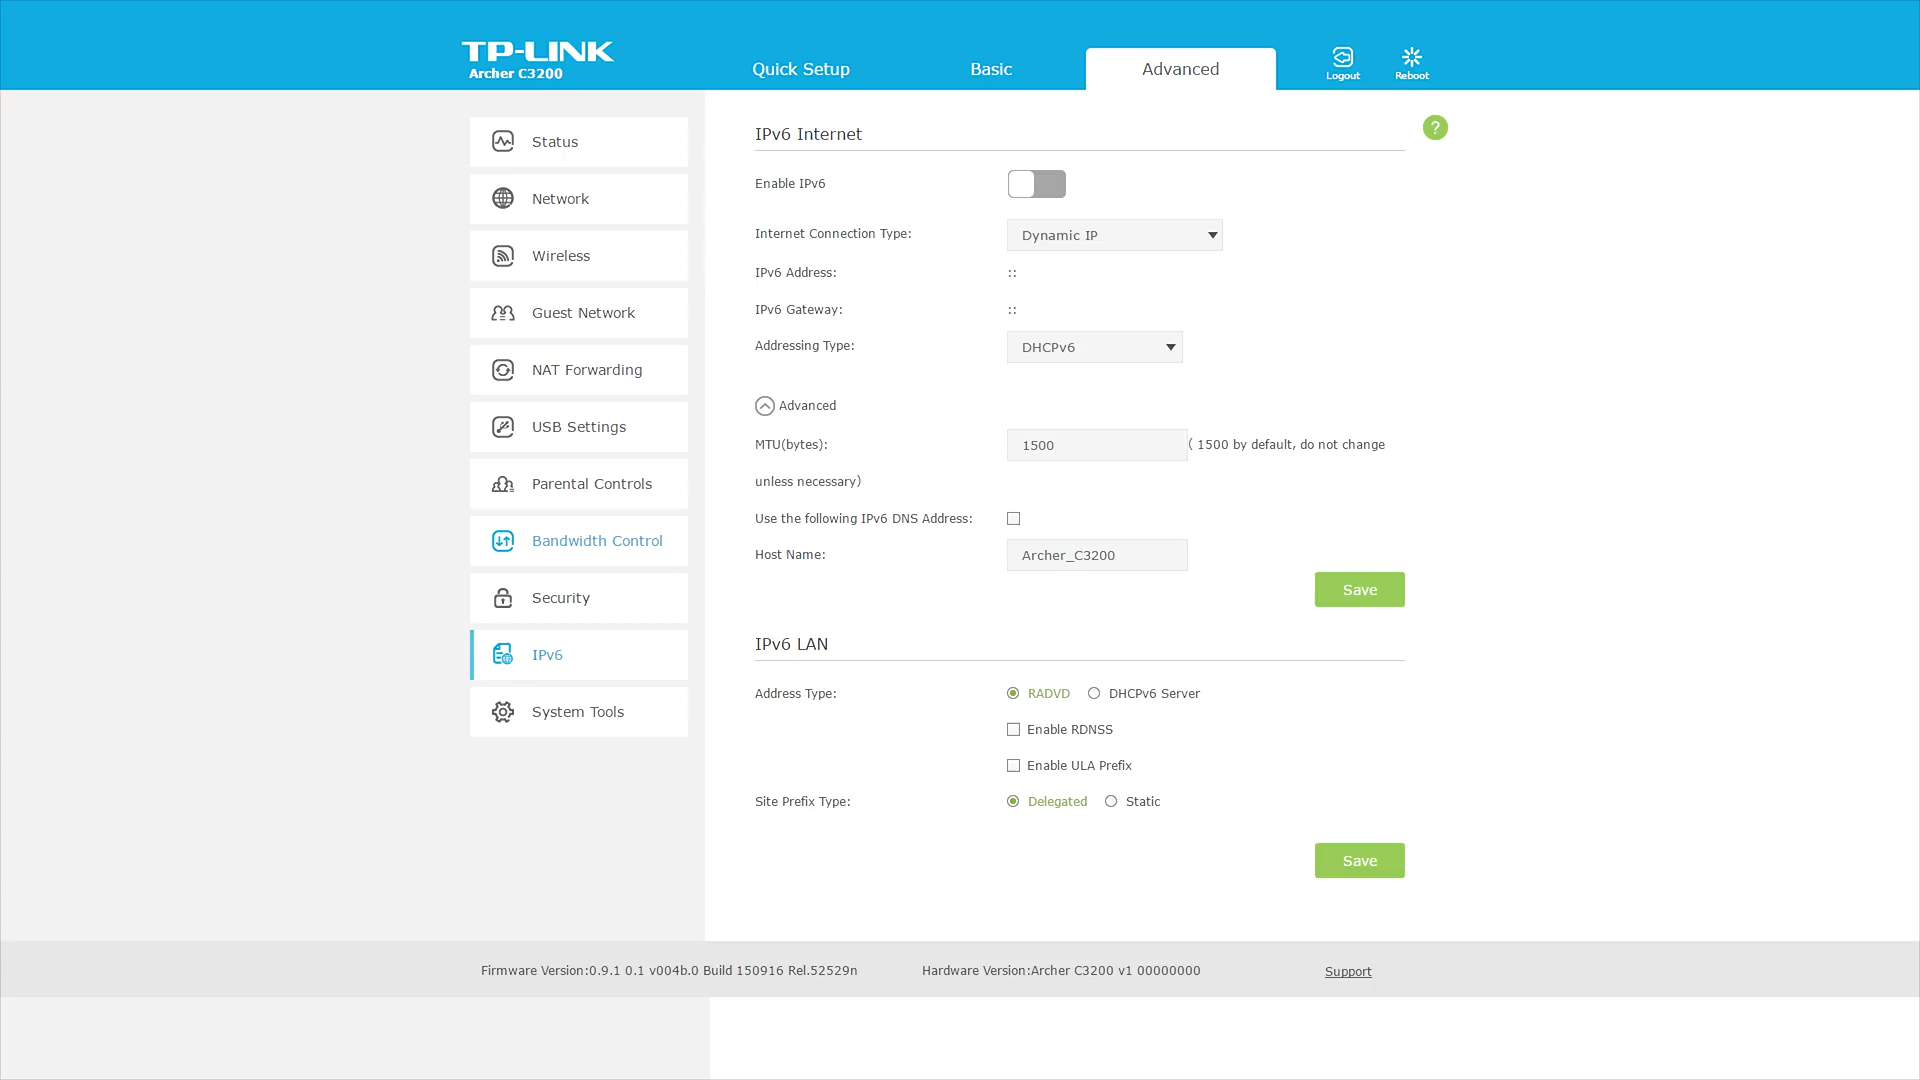 TP-LINK
Archer C3200
Quick Setup
Basic
Advanced
Logout
Reboot
Status
Network
Wireless
Guest Network
NAT Forwarding
USB Settings
Parental Controls
Bandwidth Control
Security
IPv6
System Tools
IPv6 Internet
?
Enable IPv6
Internet Connection Type: Dynamic IP
IPv6 Address: ::
IPv6 Gateway: ::
Addressing Type: DHCPv6
Advanced
MTU(bytes): 1500 ( 1500 by default, do not change
unless necessary)
Use the following IPv6 DNS Address:
Host Name: Archer_C3200
Save
IPv6 LAN
Address Type: RADVD DHCPv6 Server
Enable RDNSS
Enable ULA Prefix
Site Prefix Type: Delegated Static
Save
Firmware Version:0.9.1 0.1 v004b.0 Build 150916 Rel.52529n Hardware Version:Archer C3200 v1 00000000 Support